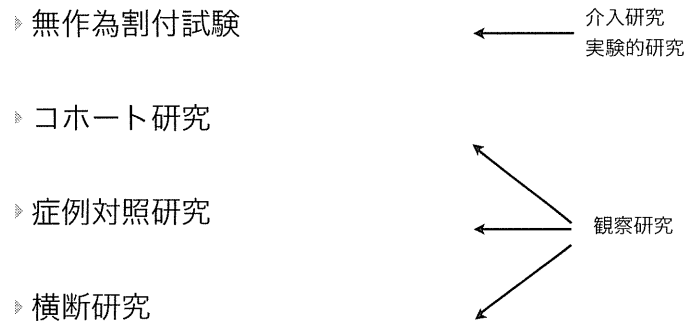 無作為割付試験
介入研究
実験的研究
コホート研究
症例対照研究
観察研究
横断研究